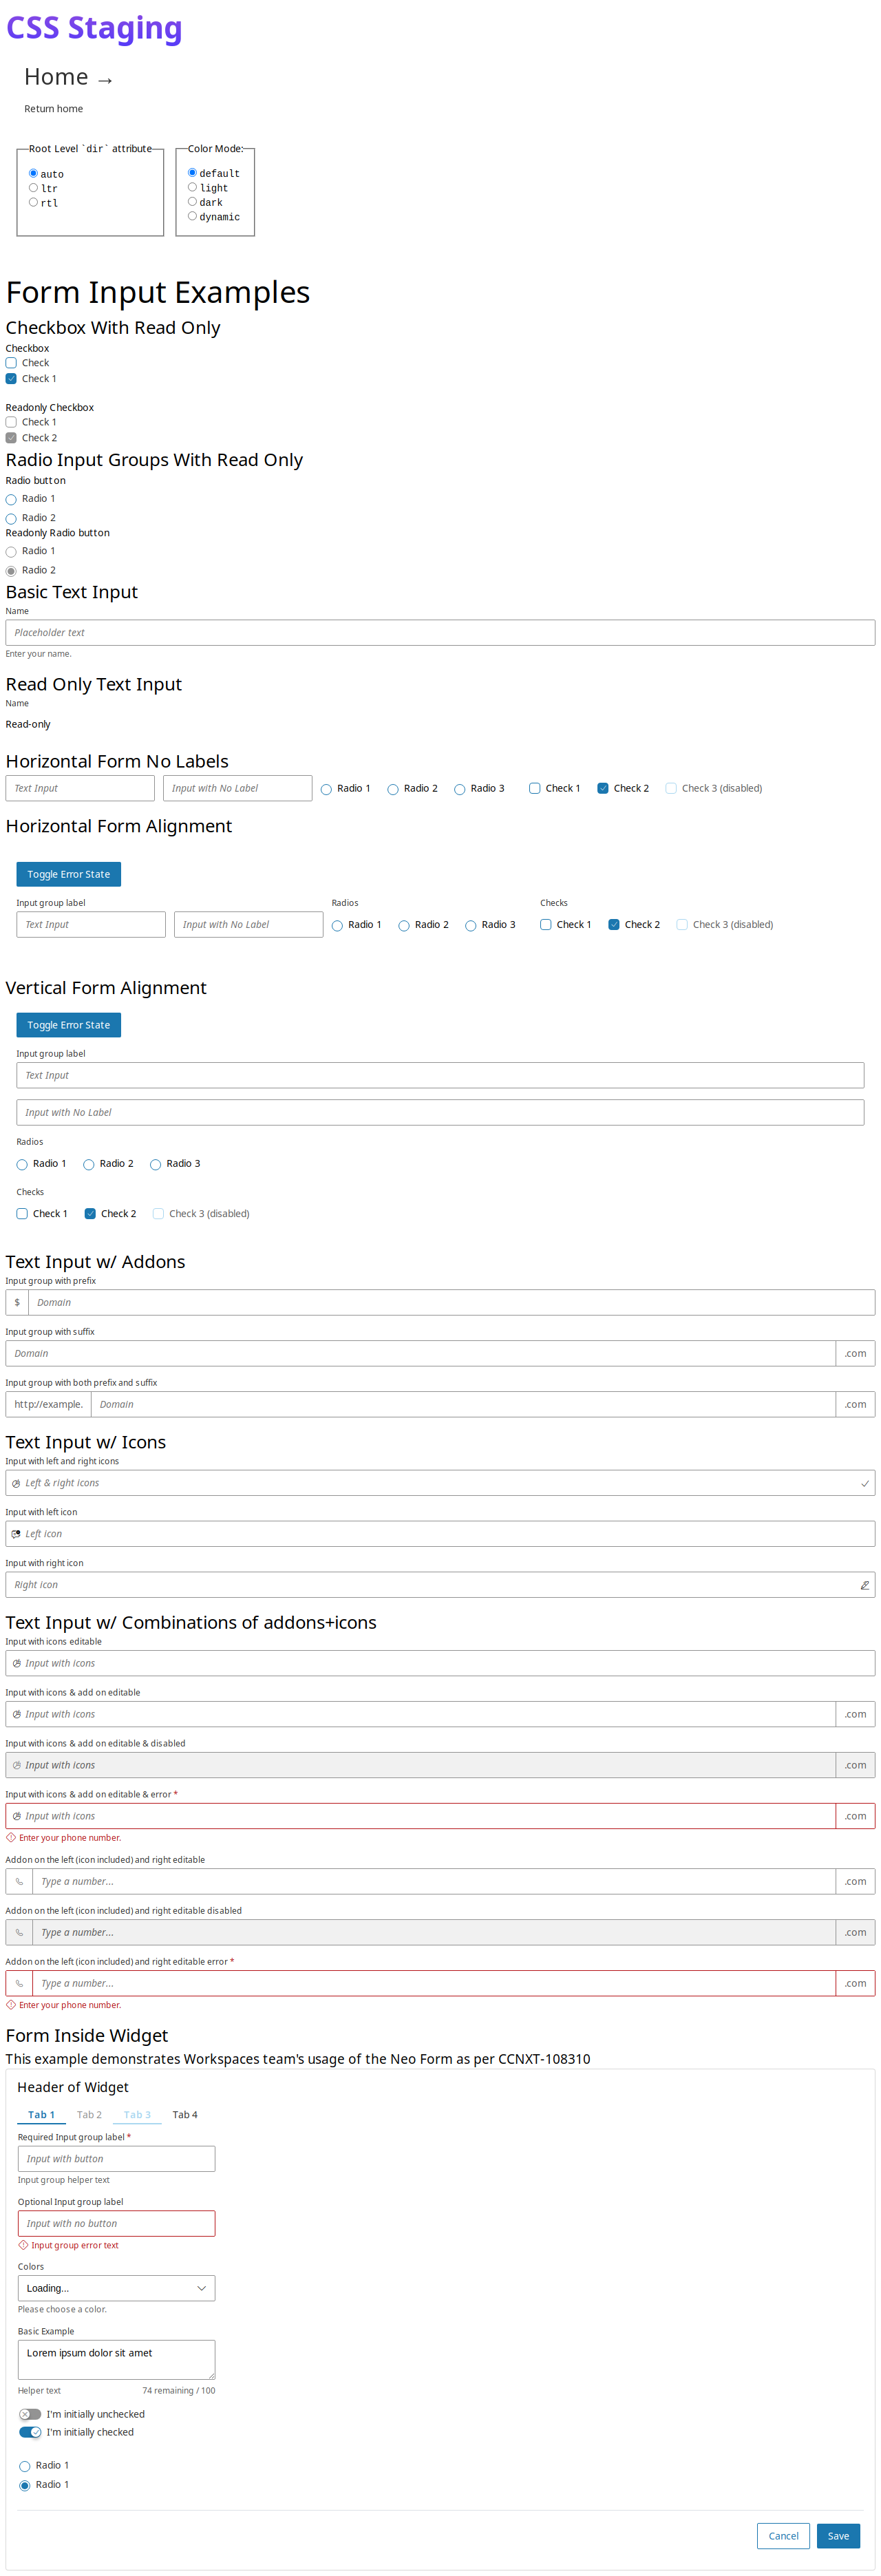 CSS Staging
Home →
Return home
Root Level `dir` attribute
auto
ltr
rtl
Color Mode:
default
light
dark
dynamic
Form Input Examples
Checkbox With Read Only
Checkbox
Check
Check 1
Readonly Checkbox
Check 1
Check 2
Radio Input Groups With Read Only
Radio button
Radio 1
Radio 2
Readonly Radio button
Radio 1
Radio 2
Basic Text Input
Name
Placeholder text
Enter your name.
Read Only Text Input
Name
Read-only
Horizontal Form No Labels
Text Input Input with No Label Radio 1 Radio 2 Radio 3 Check 1 Check 2 Check 3 (disabled)
Horizontal Form Alignment
Toggle Error State
Input group label Radios Checks
Text Input Input with No Label Radio 1 Radio 2 Radio 3 Check 1 Check 2 Check 3 (disabled)
Vertical Form Alignment
Toggle Error State
Input group label
Text Input
Input with No Label
Radios
Radio 1 Radio 2 Radio 3
Checks
Check 1 Check 2 Check 3 (disabled)
Text Input w/ Addons
Input group with prefix
$ Domain
Input group with suffix
Domain .com
Input group with both prefix and suffix
http://example. Domain .com
Text Input w/ Icons
Input with left and right icons
Left & right icons
Input with left icon
Left icon
Input with right icon
Right icon
Text Input w/ Combinations of addons+icons
Input with icons editable
Input with icons
Input with icons & add on editable
Input with icons .com
Input with icons & add on editable & disabled
Input with icons .com
Input with icons & add on editable & error *
Input with icons .com
Enter your phone number.
Addon on the left (icon included) and right editable
Type a number... .com
Addon on the left (icon included) and right editable disabled
Type a number... .com
Addon on the left (icon included) and right editable error *
Type a number... .com
Enter your phone number.
Form Inside Widget
This example demonstrates Workspaces team's usage of the Neo Form as per CCNXT-108310
Header of Widget
Tab 1 Tab 2 Tab 3 Tab 4
Required Input group label *
Input with button
Input group helper text
Optional Input group label
Input with no button
Input group error text
Colors
Loading...
Please choose a color.
Basic Example
Lorem ipsum dolor sit amet
Helper text 74 remaining / 100
I'm initially unchecked
I'm initially checked
Radio 1
Radio 1
Cancel Save